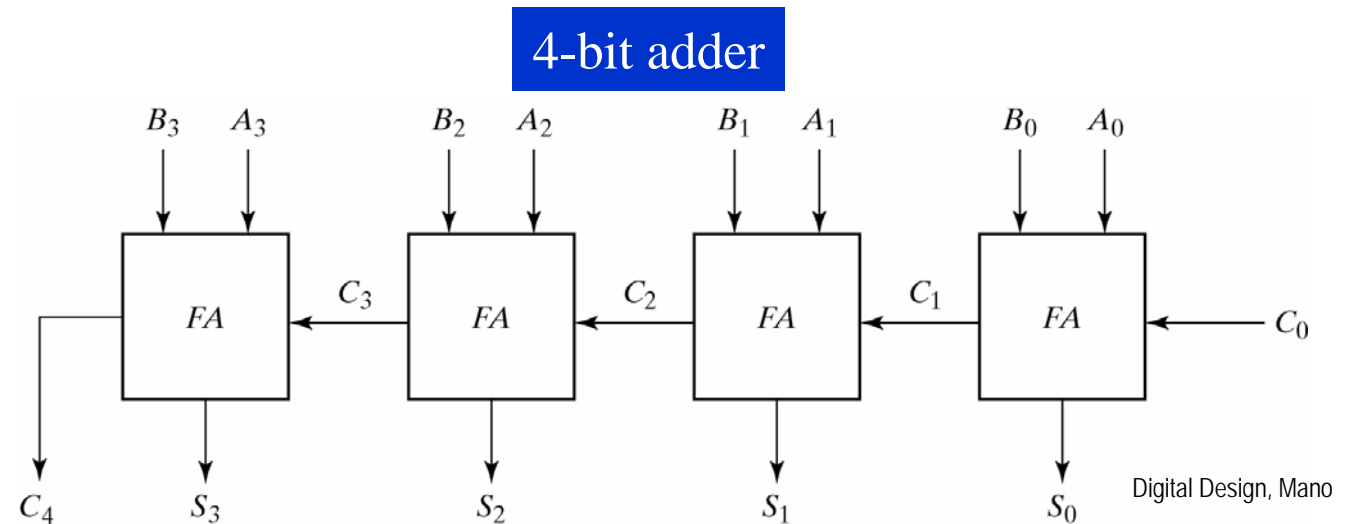 4-bit adder
B₃ A₃ B₂ A₂ B₁ A₁ B₀ A₀
FA C₃ FA C₂ FA C₁ FA C₀
C₄ S₃ S₂ S₁ S₀ Digital Design, Mano